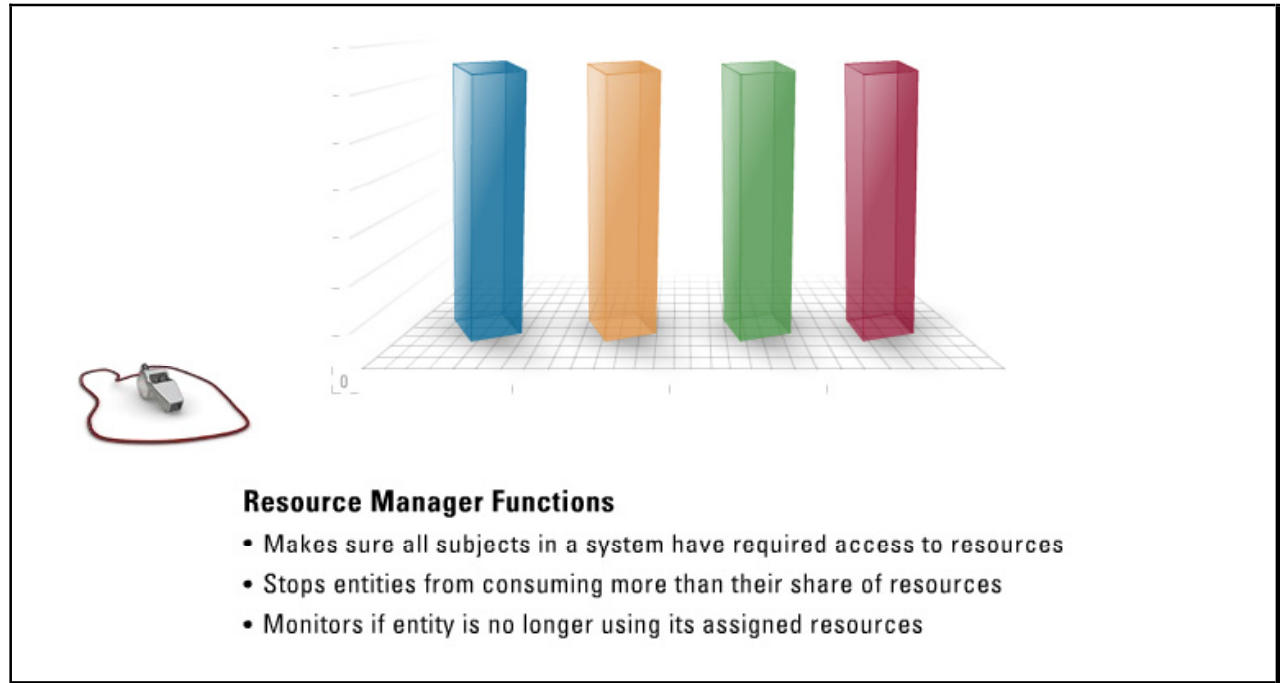 0
Resource Manager Functions
• Makes sure all subjects in a system have required access to resources
• Stops entities from consuming more than their share of resources
• Monitors if entity is no longer using its assigned resources